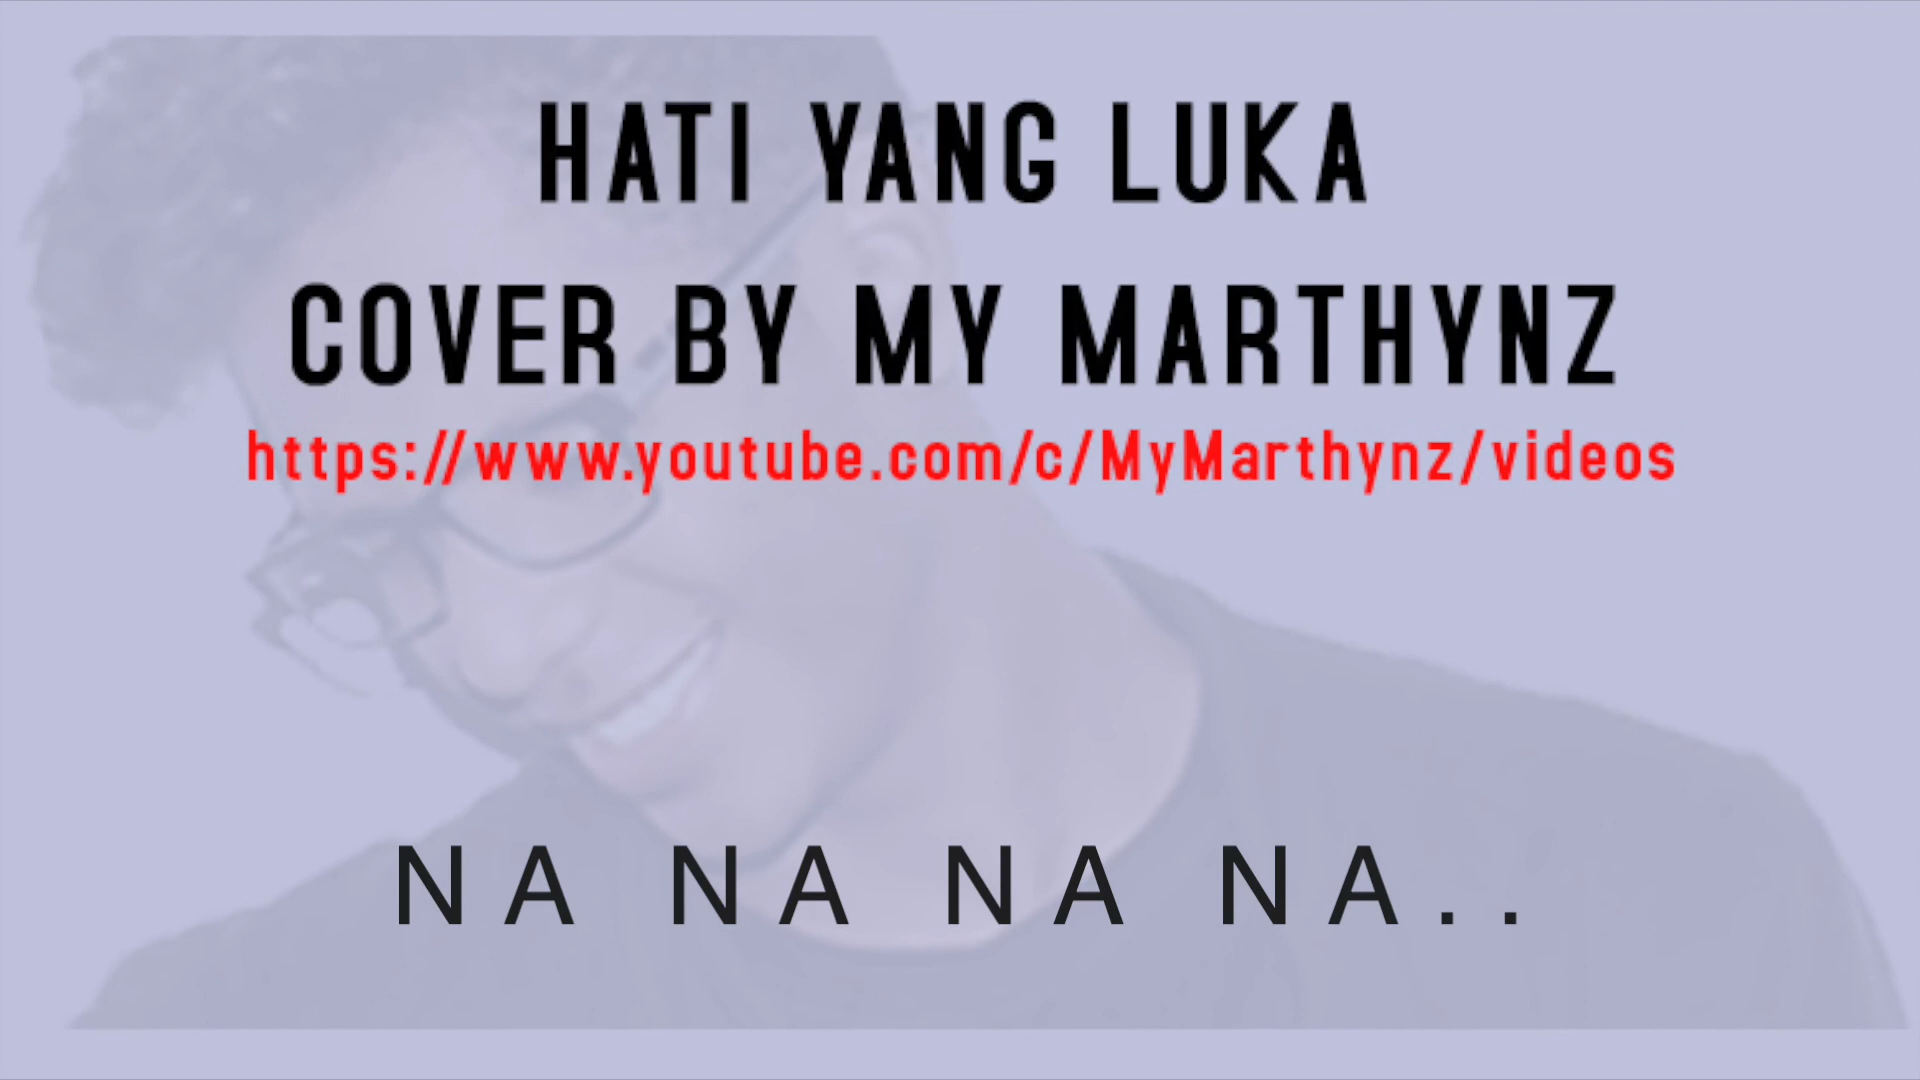 HATI YANG LUKA
COVER BY MY MARTHYNZ
https://www.youtube.com/c/MyMarthynz/videos
NA NA NA NA..